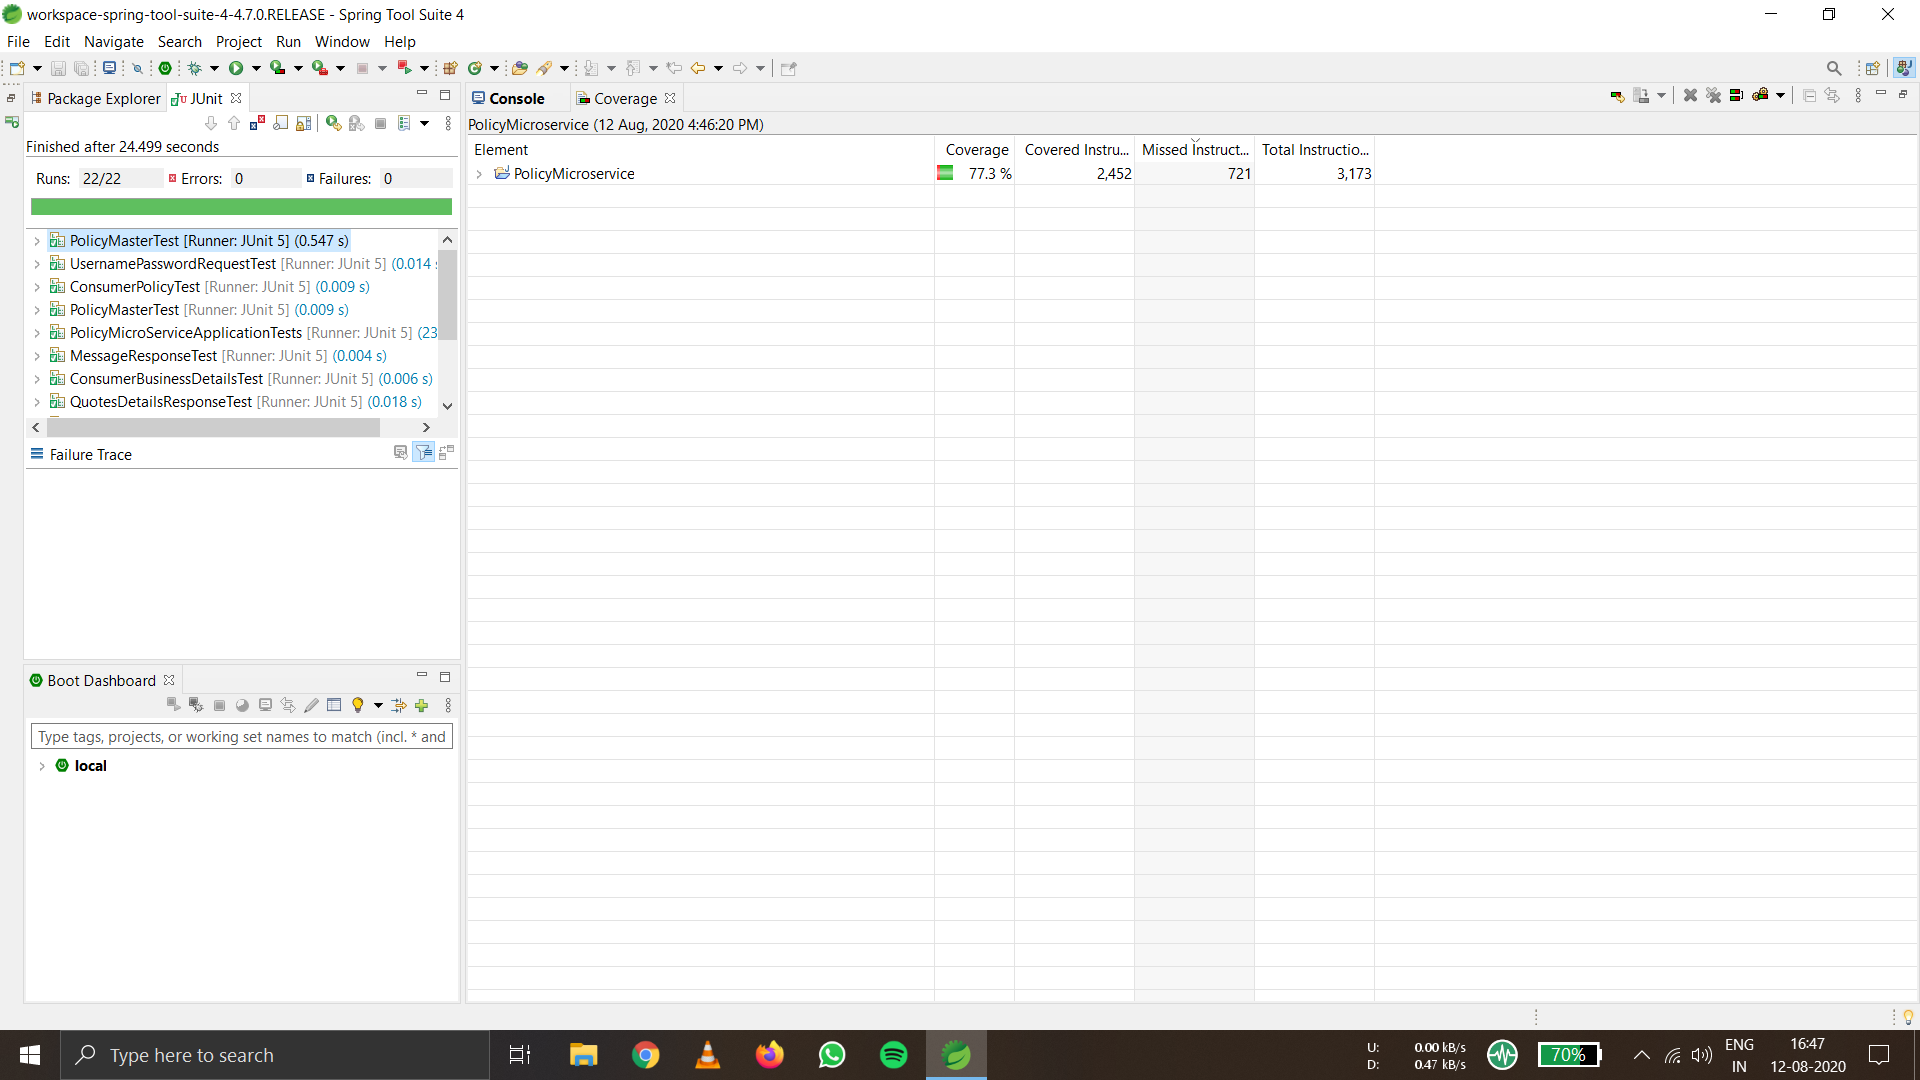 workspace-spring-tool-suite-4-4.7.0.RELEASE - Spring Tool Suite 4
File Edit Navigate Search Project Run Window Help
Package Explorer JUnit
Finished after 24.499 seconds
Runs: 22/22 Errors: 0 Failures: 0
PolicyMasterTest [Runner: JUnit 5] (0.547 s)
UsernamePasswordRequestTest [Runner: JUnit 5] (0.014
ConsumerPolicyTest [Runner: JUnit 5] (0.009 s)
PolicyMasterTest [Runner: JUnit 5] (0.009 s)
PolicyMicroServiceApplicationTests [Runner: JUnit 5] (23
MessageResponseTest [Runner: JUnit 5] (0.004 s)
ConsumerBusinessDetailsTest [Runner: JUnit 5] (0.006 s)
QuotesDetailsResponseTest [Runner: JUnit 5] (0.018 s)
Failure Trace
Boot Dashboard
Type tags, projects, or working set names to match (incl. * and
local
Console Coverage
PolicyMicroservice (12 Aug, 2020 4:46:20 PM)
Element Coverage Covered Instru... Missed Instruct... Total Instructio...
PolicyMicroservice 77.3 % 2,452 721 3,173
Type here to search
U: 0.00 kB/s
D: 0.47 kB/s
70%
ENG
IN
16:47
12-08-2020